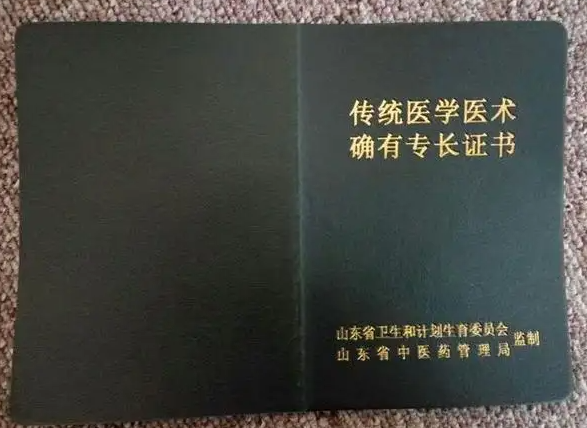 传统医学医术
确有专长证书
山东省卫生和计划生育委员会
山东省中医药管理局
监制